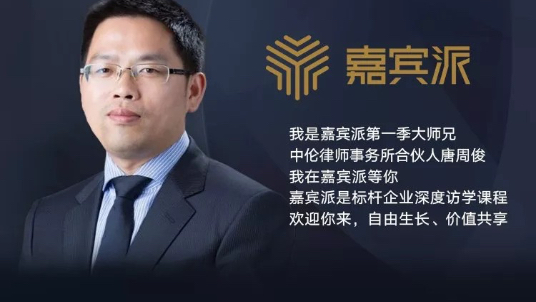 嘉宾派
我是嘉宾派第一季大师兄
中伦律师事务所合伙人唐周俊
我在嘉宾派等你
嘉宾派是标杆企业深度访学课程
欢迎你来，自由生长、价值共享